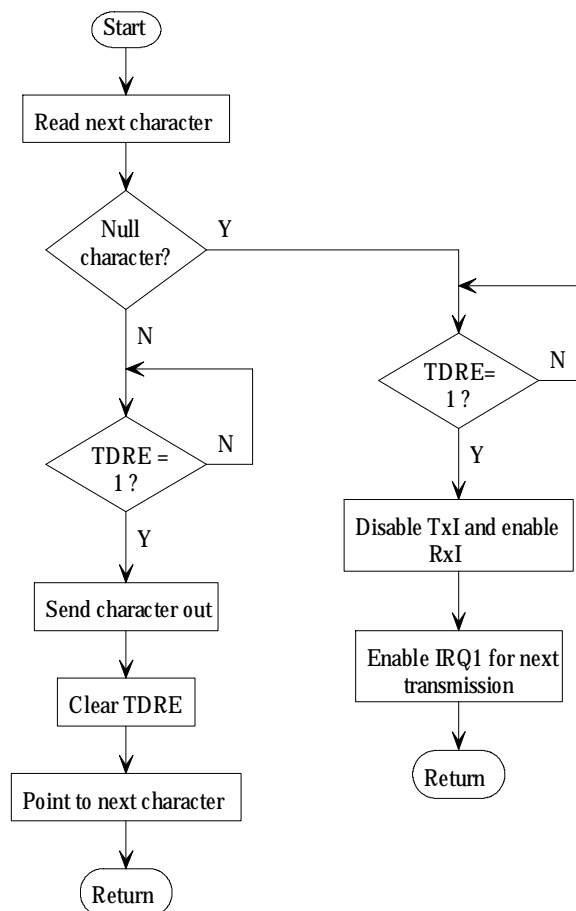 Start
Read next character
Null
character?
Y
N
TDRE =
1 ?
N
Y
Send character out
Clear TDRE
Point to next character
Return
TDRE=
1 ?
N
Y
Disable TxI and enable
RxI
Enable IRQ1 for next
transmission
Return